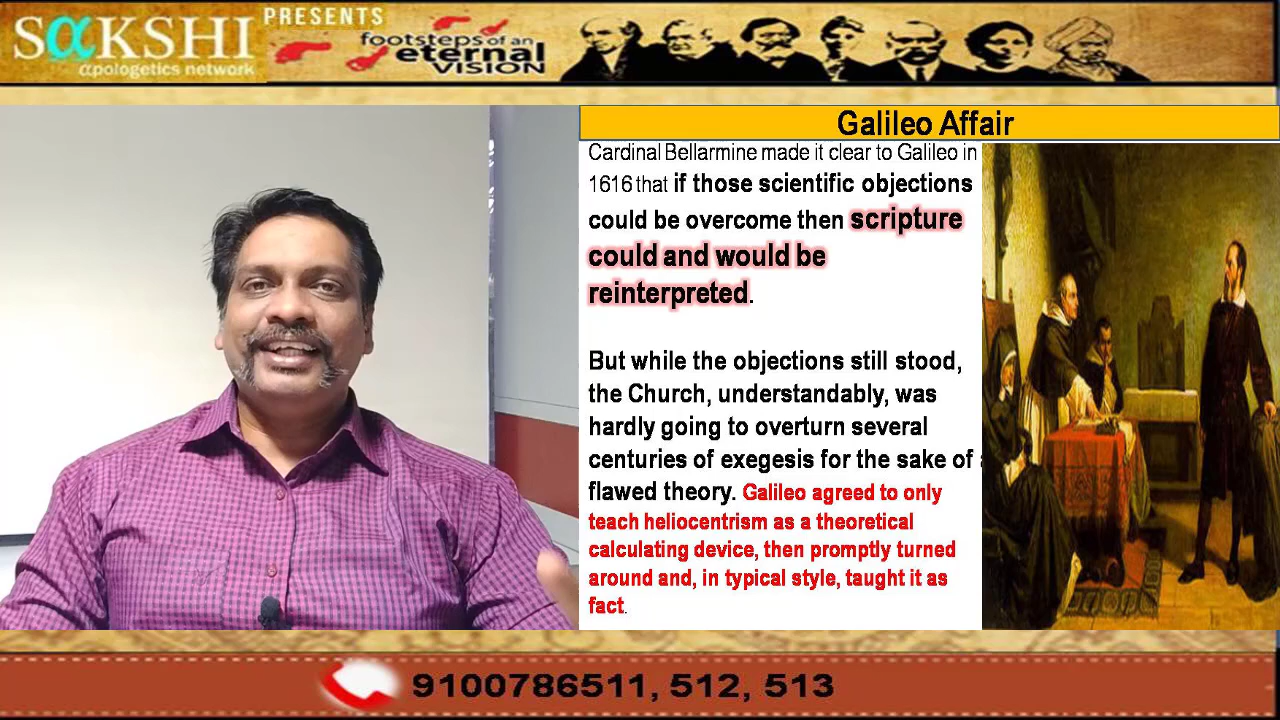 SαKSHI
αpologetics network
PRESENTS
footsteps of an
eternal
VISION
Galileo Affair
Cardinal Bellarmine made it clear to Galileo in
1616 that if those scientific objections
could be overcome then scripture
could and would be
reinterpreted.
But while the objections still stood,
the Church, understandably, was
hardly going to overturn several
centuries of exegesis for the sake of a
flawed theory. Galileo agreed to only
teach heliocentrism as a theoretical
calculating device, then promptly turned
around and, in typical style, taught it as
fact.
9100786511, 512, 513